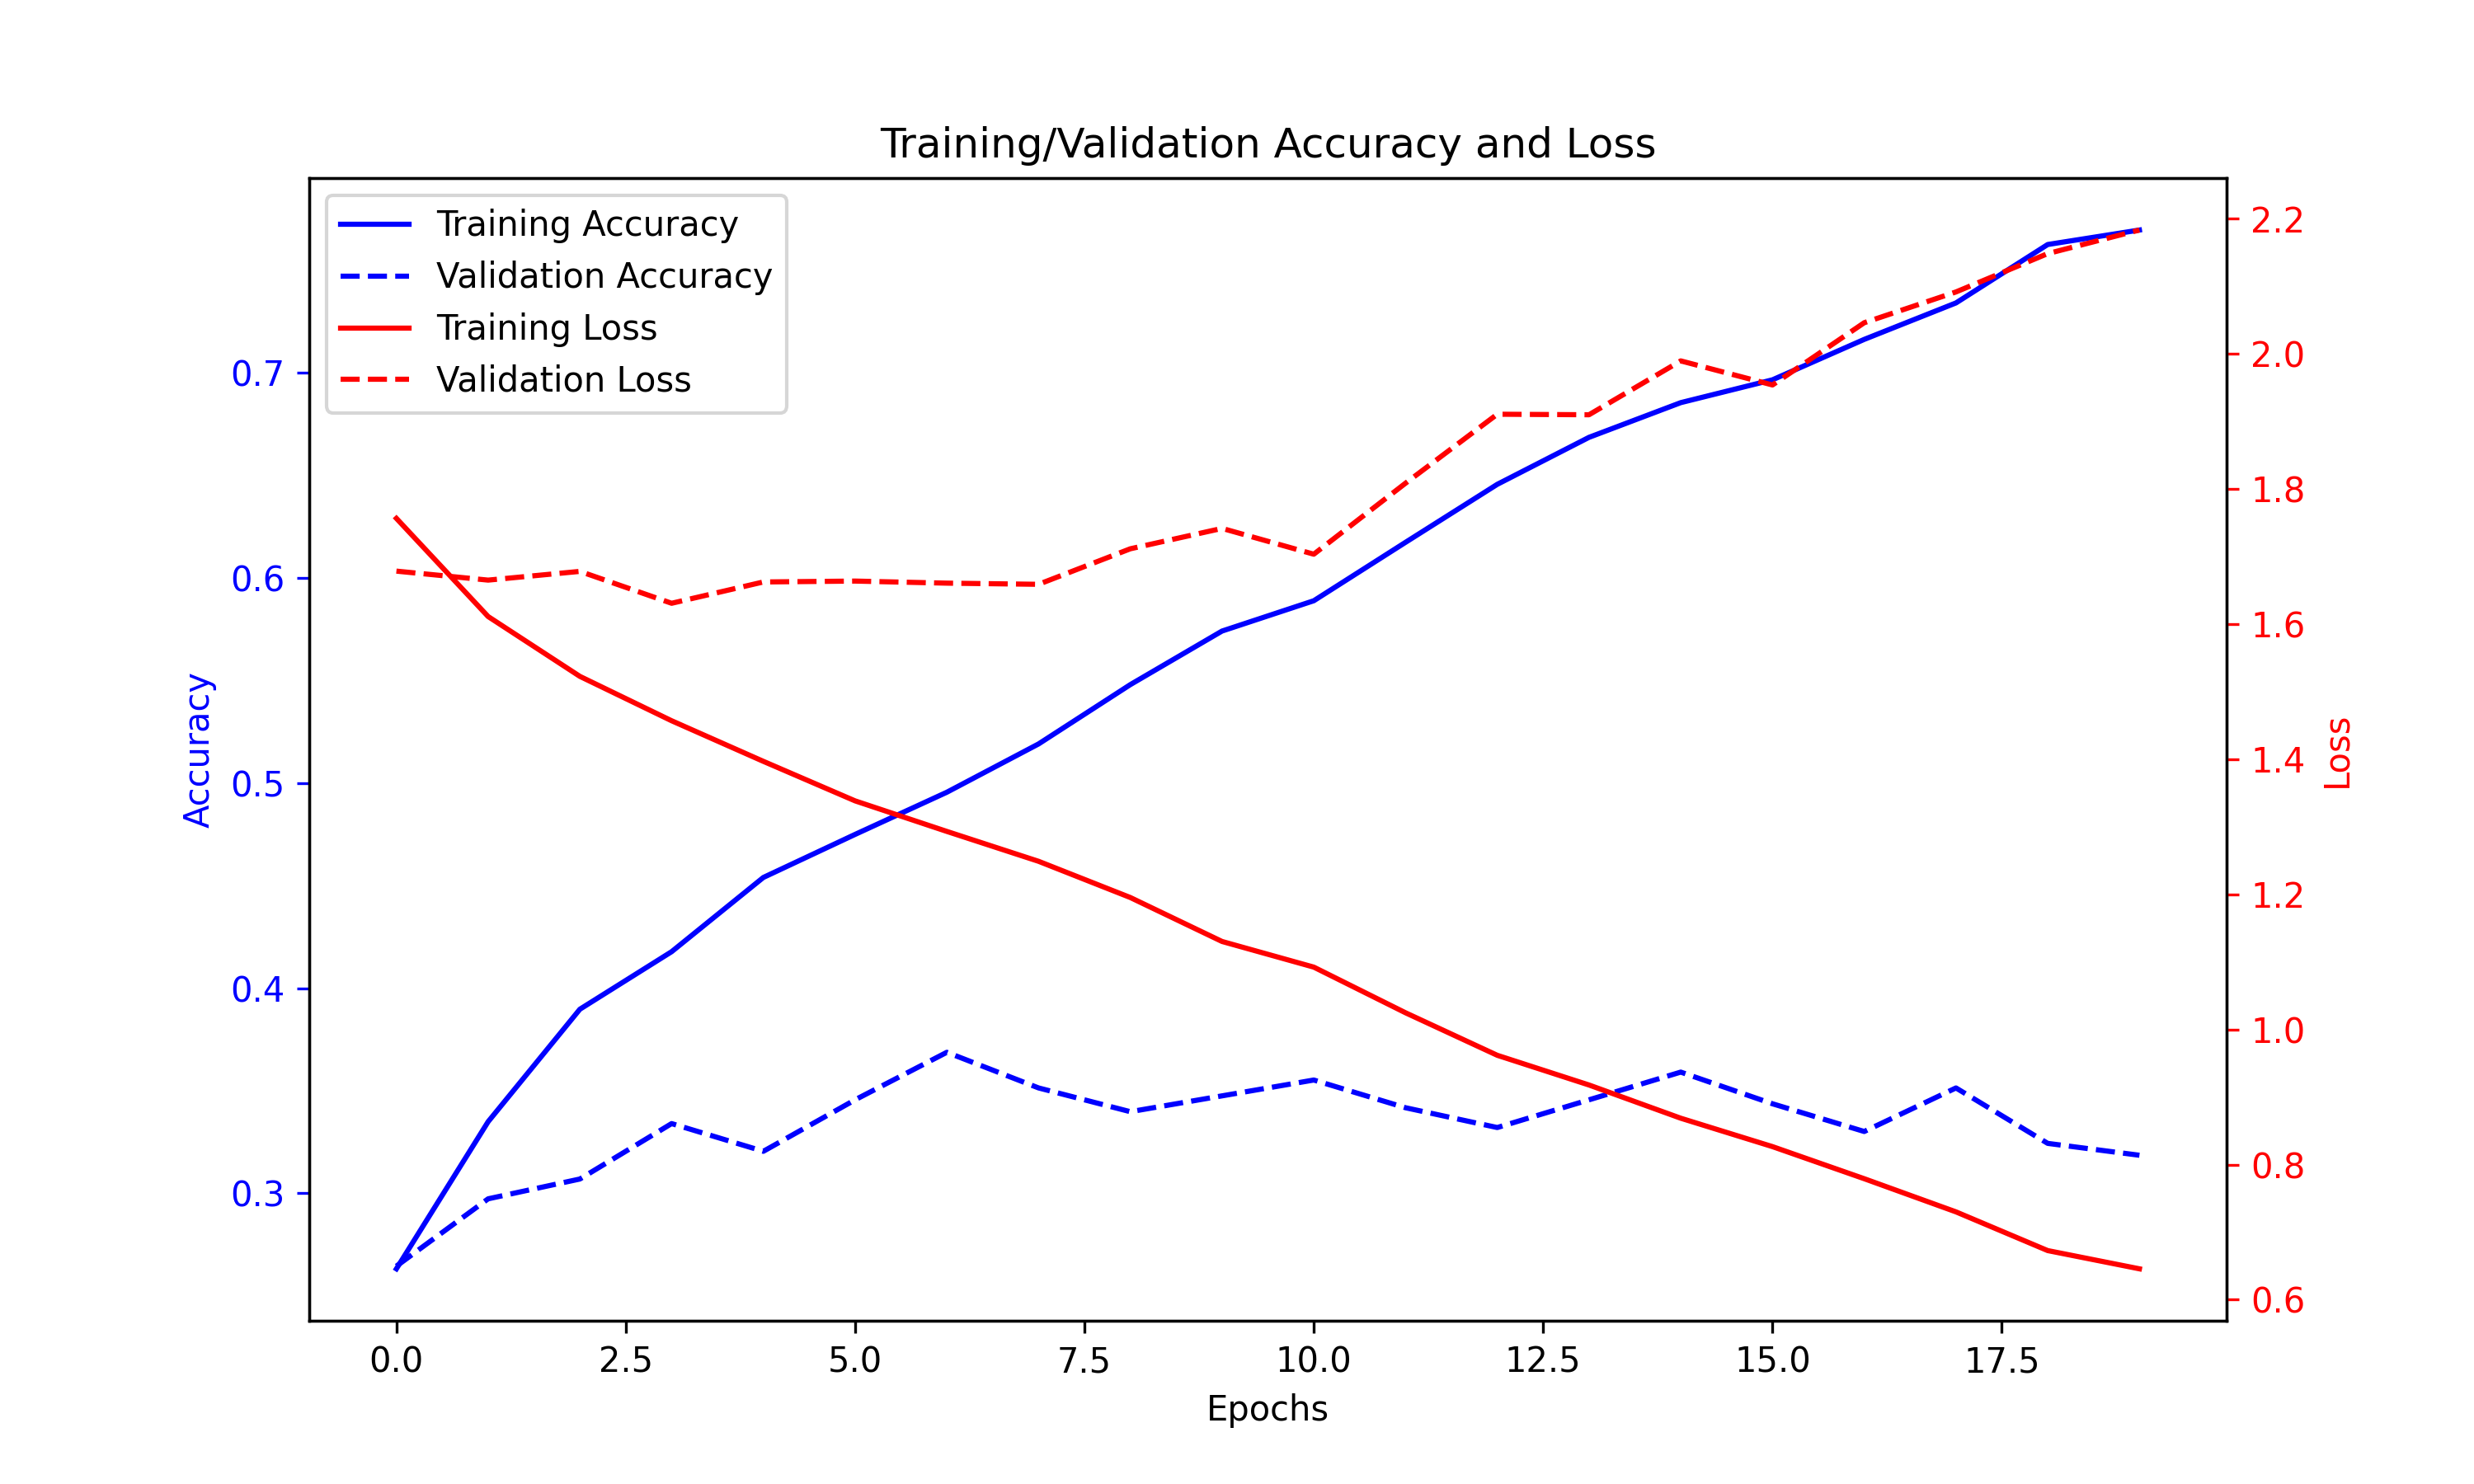 Training/Validation Accuracy and Loss
Training Accuracy
Validation Accuracy
Training Loss
Validation Loss
Accuracy
0.7
0.6
0.5
0.4
0.3
2.2
2.0
1.8
1.6
1.4
1.2
1.0
0.8
0.6
Loss
0.0 2.5 5.0 7.5 10.0 12.5 15.0 17.5
Epochs